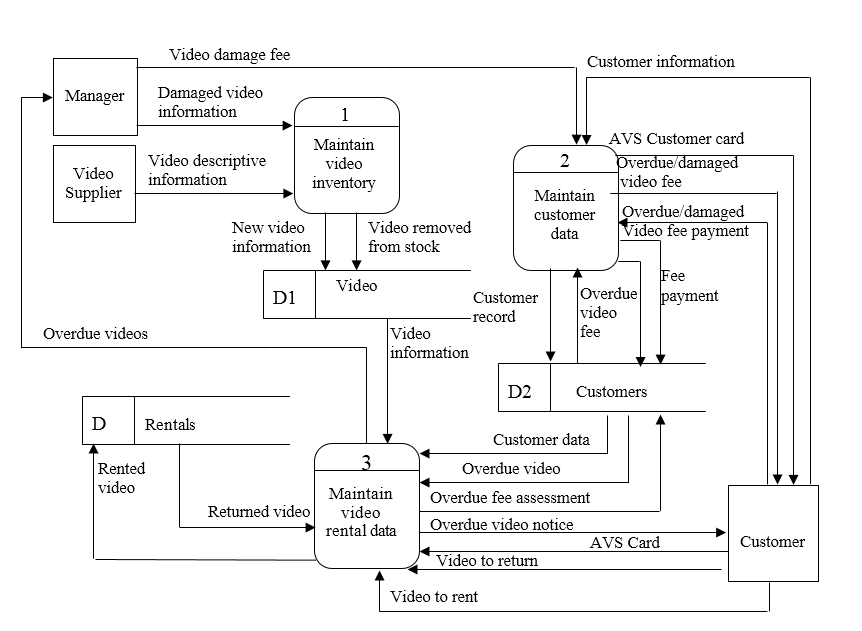 Video damage fee
Customer information
Manager
Damaged video
information
1
Maintain
video
inventory
AVS Customer card
2
Maintain
customer
data
Overdue/damaged
video fee
Video
Supplier
Video descriptive
information
Overdue/damaged
Video fee payment
New video
information
Video removed
from stock
D1
Video
Customer
record
Overdue
video
fee
Fee
payment
Overdue videos
Video
information
D2
Customers
D
Rentals
Customer data
3
Maintain
video
rental data
Overdue video
Rented
video
Overdue fee assessment
Returned video
Overdue video notice
AVS Card
Customer
Video to return
Video to rent